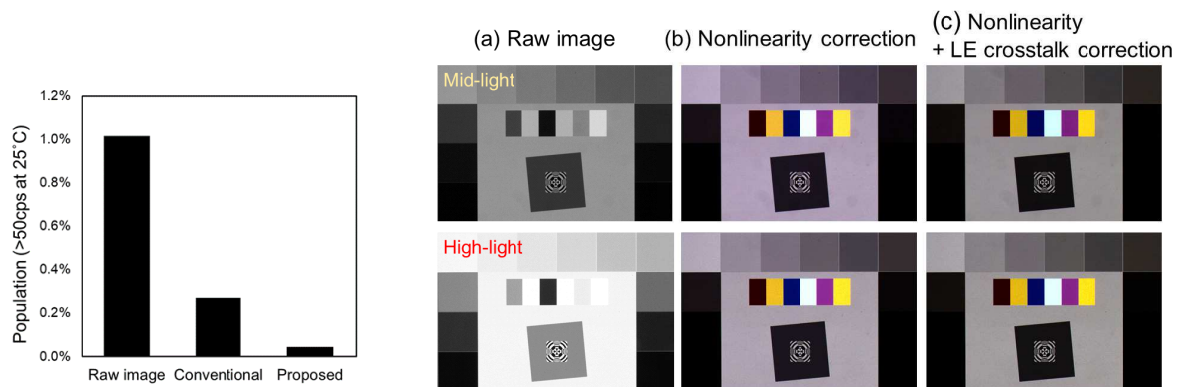 Population (>50cps at 25˚C)
1.2%
1.0%
0.8%
0.6%
0.4%
0.2%
0.0%
Raw image Conventional Proposed
(a) Raw image
(b) Nonlinearity correction
(c) Nonlinearity
+ LE crosstalk correction
Mid-light
High-light